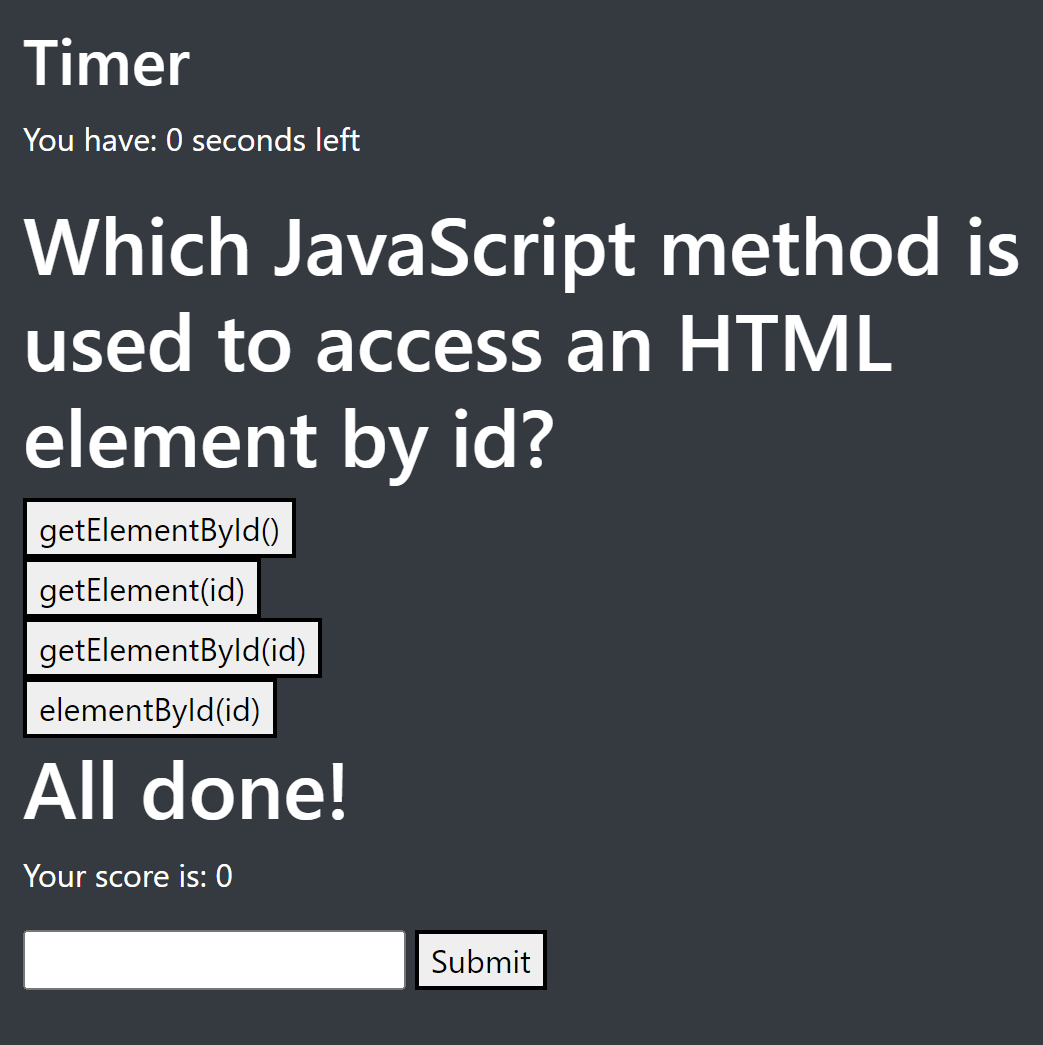 Timer
You have: 0 seconds left
Which JavaScript method is
used to access an HTML
element by id?
getElementById()
getElement(id)
getElementById(id)
elementById(id)
All done!
Your score is: 0
Submit